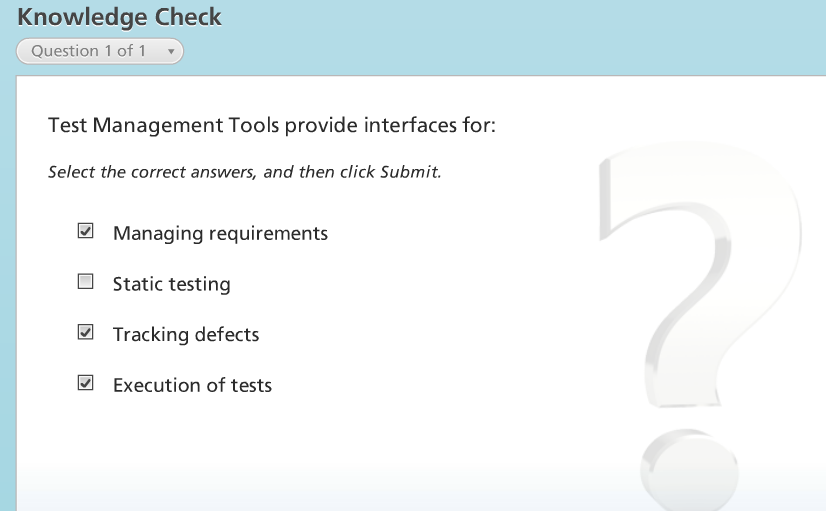 Knowledge Check
Question 1 of 1
Test Management Tools provide interfaces for:
Select the correct answers, and then click Submit.
Managing requirements
Static testing
Tracking defects
Execution of tests